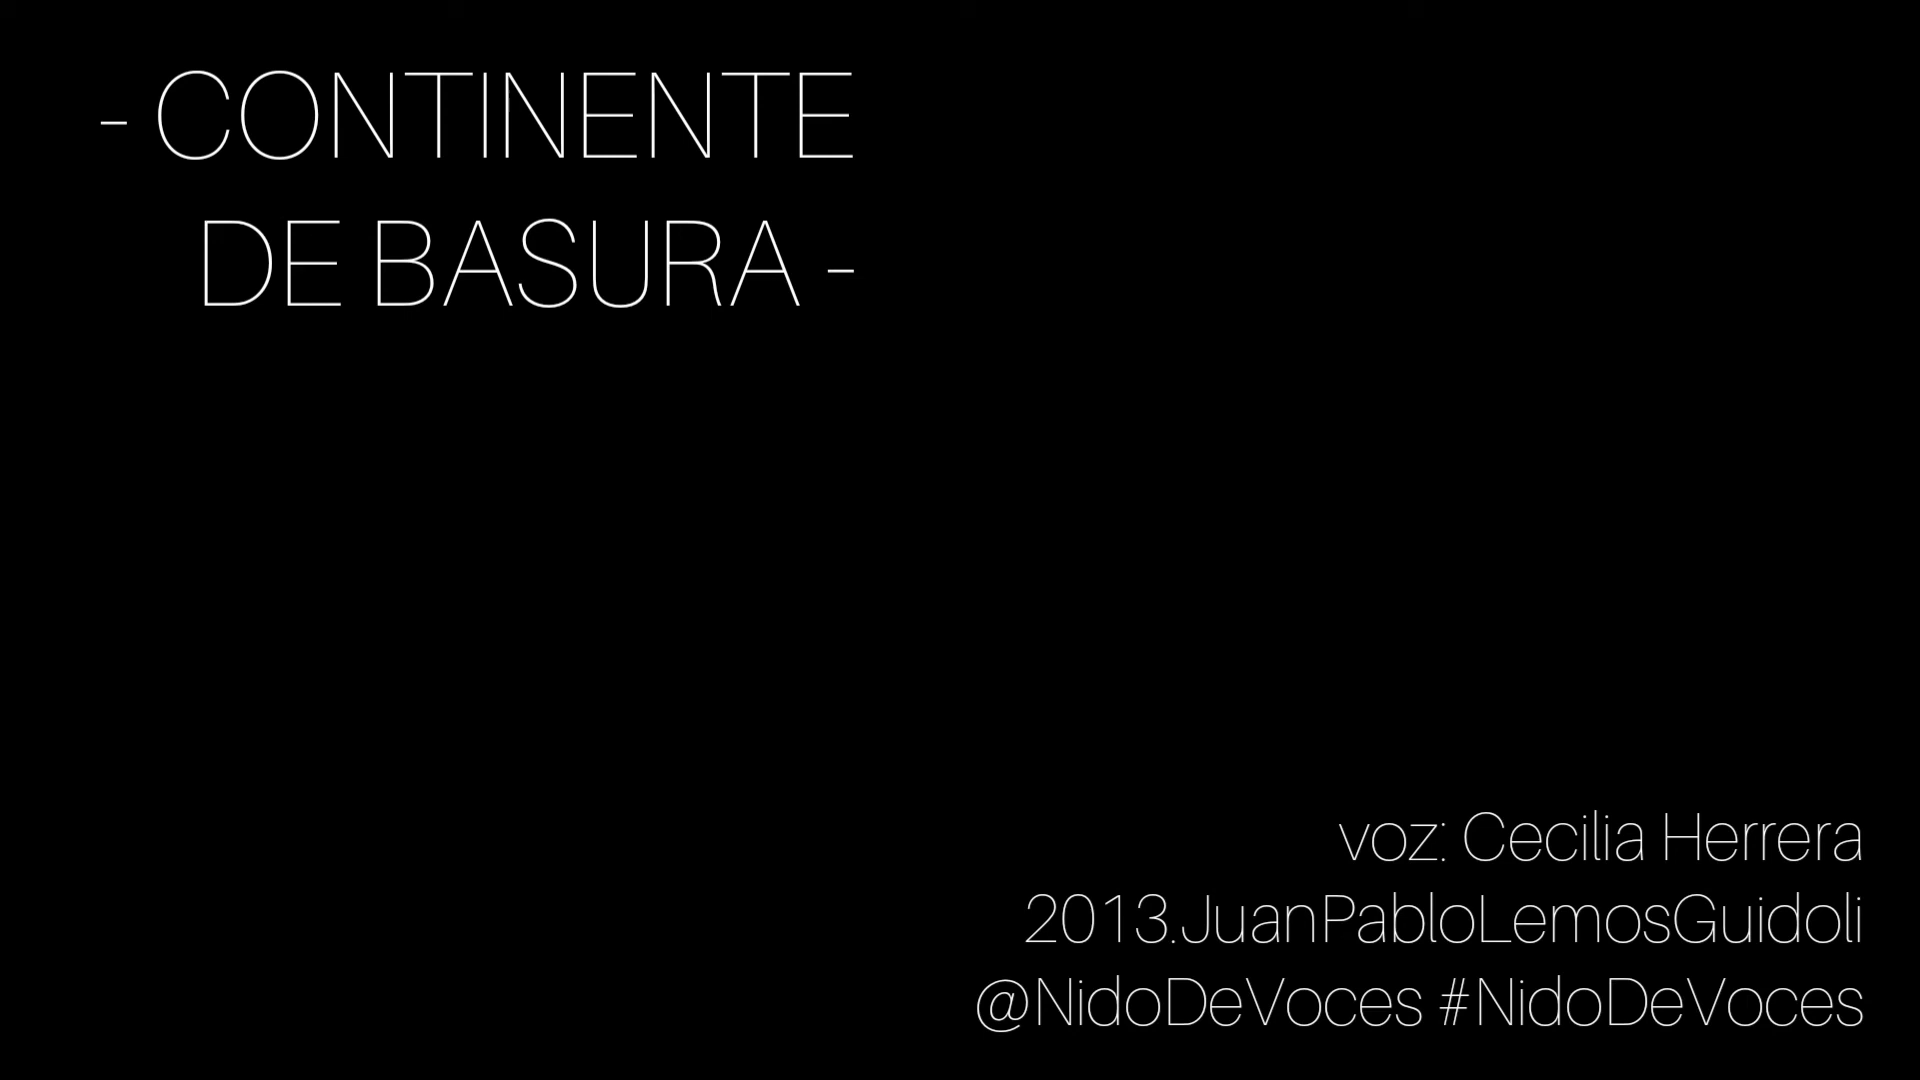 - CONTINENTE
DE BASURA -
voz: Cecilia Herrera
2013.JuanPabloLemosGuidoli
@NidoDeVoces #NidoDeVoces